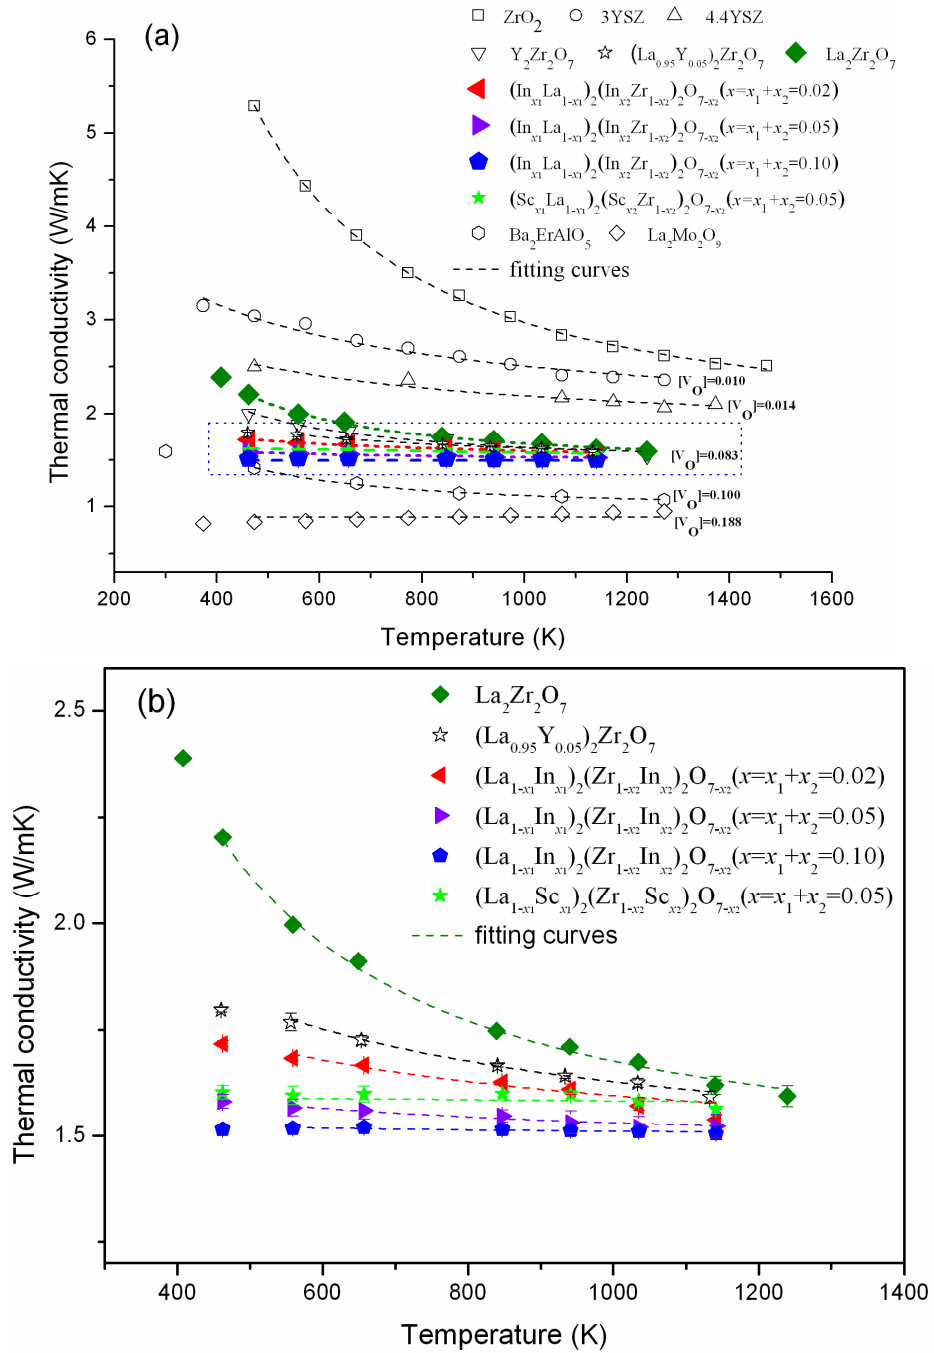 (a)
ZrO2 3YSZ 4.4YSZ
Y2Zr2O7 (La0.95Y0.05)2Zr2O7 La2Zr2O7
(Inx1La1-x1)2(Inx2Zr1-x2)2O7-x2(x=x1+x2=0.02)
(Inx1La1-x1)2(Inx2Zr1-x2)2O7-x2(x=x1+x2=0.05)
(Inx1La1-x1)2(Inx2Zr1-x2)2O7-x2(x=x1+x2=0.10)
(Scx1La1-x1)2(Scx2Zr1-x2)2O7-x2(x=x1+x2=0.05)
Ba2ErAlO5 La2Mo2O9
fitting curves
6
5
4
3
2
1
Thermal conductivity (W/mK)
[VO]=0.010
[VO]=0.014
[VO]=0.083
[VO]=0.100
[VO]=0.188
200 400 600 800 1000 1200 1400 1600
Temperature (K)
(b)
La2Zr2O7
(La0.95Y0.05)2Zr2O7
(La1-x1Inx1)2(Zr1-x2Inx2)2O7-x2(x=x1+x2=0.02)
(La1-x1Inx1)2(Zr1-x2Inx2)2O7-x2(x=x1+x2=0.05)
(La1-x1Inx1)2(Zr1-x2Inx2)2O7-x2(x=x1+x2=0.10)
(La1-x1Scx1)2(Zr1-x2Scx2)2O7-x2(x=x1+x2=0.05)
fitting curves
2.5
2.0
1.5
Thermal conductivity (W/mK)
400 600 800 1000 1200 1400
Temperature (K)